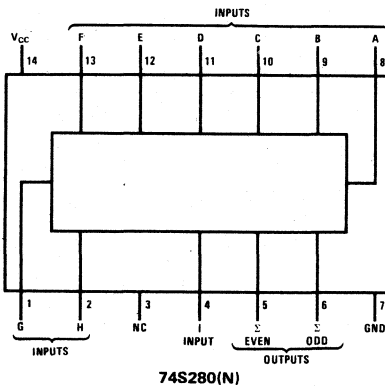 INPUTS
VCC F E D C B A
14 13 12 11 10 9 8
1 2 3 4 5 6 7
G H NC I Σ Σ GND
INPUTS INPUT EVEN ODD
OUTPUTS
74S280(N)